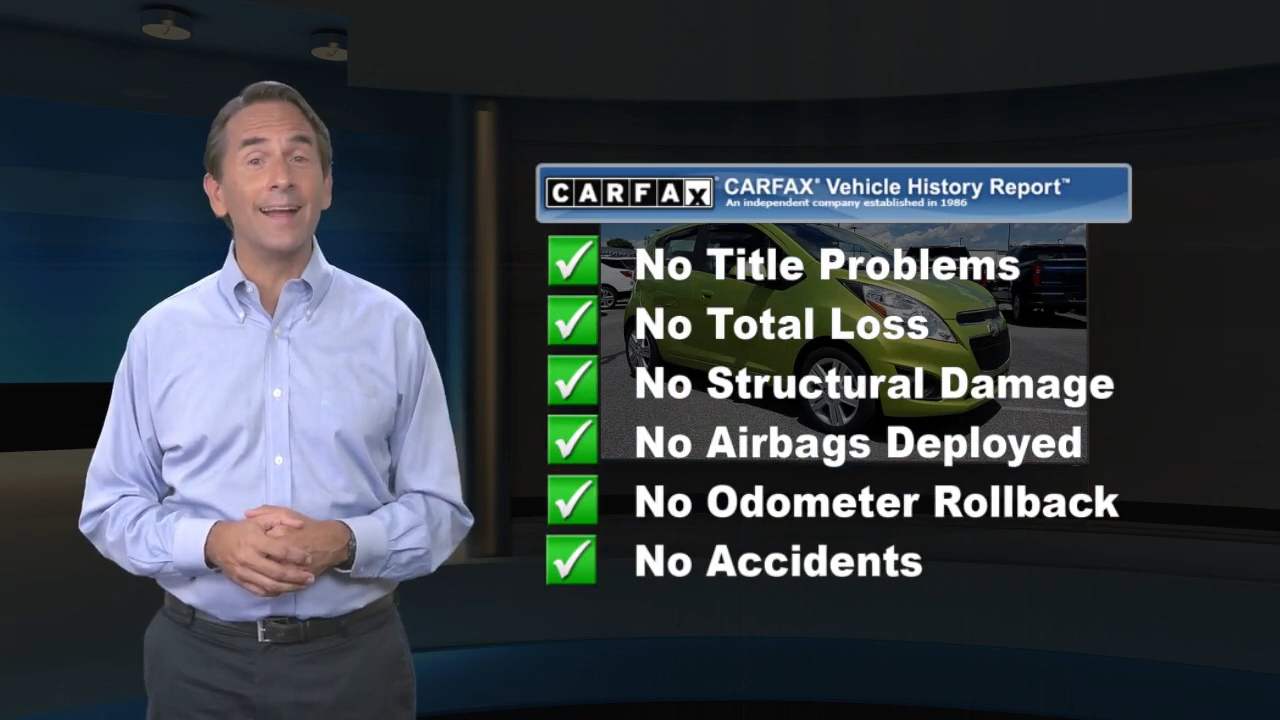 CARFAX® CARFAX® Vehicle History Report™
An independent company established in 1986
No Title Problems
No Total Loss
No Structural Damage
No Airbags Deployed
No Odometer Rollback
No Accidents